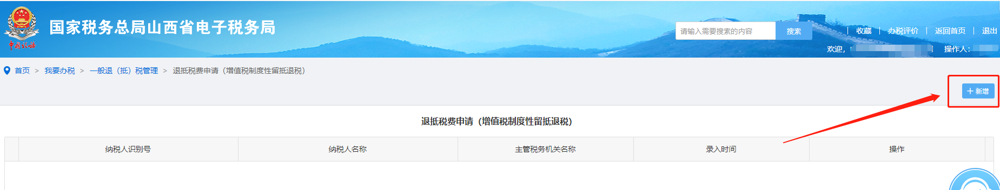 国家税务总局山西省电子税务局
中国税务
请输入需要搜索的内容 搜索 收藏 办税评价 返回首页 退出
欢迎, 操作人:
首页 > 我要办税 > 一般退（抵）税管理 > 退抵税费申请（增值税制度性留抵退税）
新增
退抵税费申请（增值税制度性留抵退税）
纳税人识别号 纳税人名称 主管税务机关名称 录入时间 操作